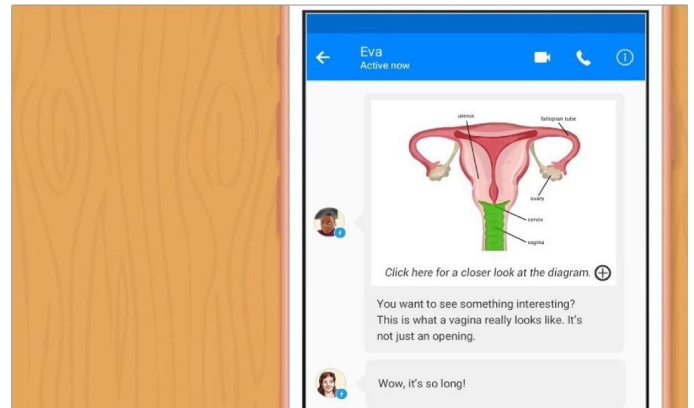 Eva
Active now
uterus
fallopian tube
ovary
cervix
vagina
Click here for a closer look at the diagram.
You want to see something interesting?
This is what a vagina really looks like. It's
not just an opening.
Wow, it's so long!